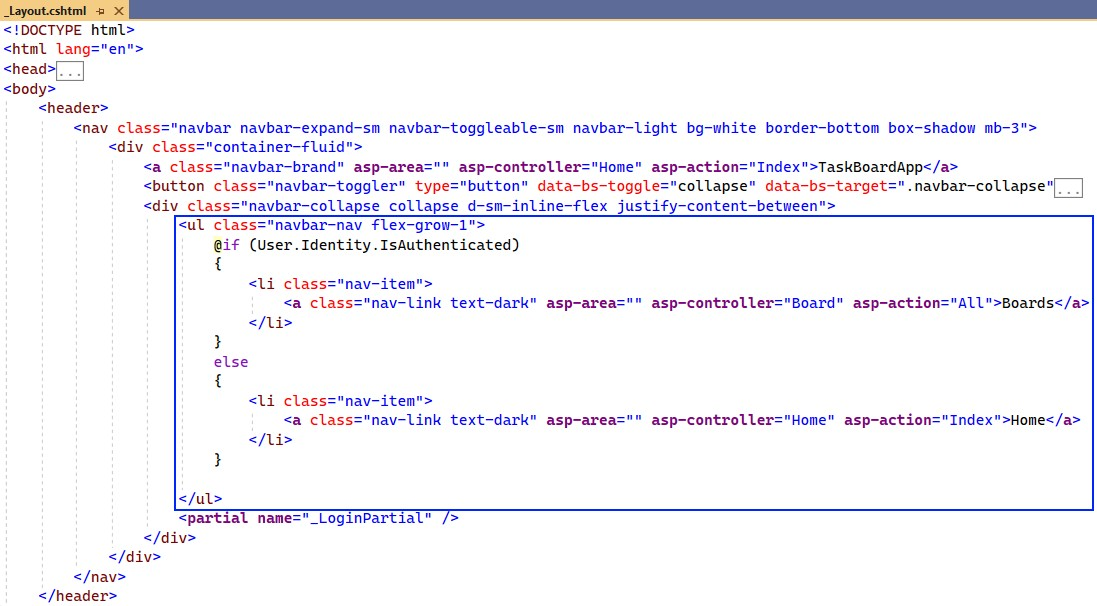 _Layout.cshtml
<!DOCTYPE html>
<html lang="en">
<head>...
<body>
<header>
<nav class="navbar navbar-expand-sm navbar-toggleable-sm navbar-light bg-white border-bottom box-shadow mb-3">
<div class="container-fluid">
<a class="navbar-brand" asp-area="" asp-controller="Home" asp-action="Index">TaskBoardApp</a>
<button class="navbar-toggler" type="button" data-bs-toggle="collapse" data-bs-target=".navbar-collapse"...
<div class="navbar-collapse collapse d-sm-inline-flex justify-content-between">
<ul class="navbar-nav flex-grow-1">
@if (User.Identity.IsAuthenticated)
{
<li class="nav-item">
<a class="nav-link text-dark" asp-area="" asp-controller="Board" asp-action="All">Boards</a>
</li>
}
else
{
<li class="nav-item">
<a class="nav-link text-dark" asp-area="" asp-controller="Home" asp-action="Index">Home</a>
</li>
}
</ul>
<partial name="_LoginPartial" />
</div>
</div>
</nav>
</header>